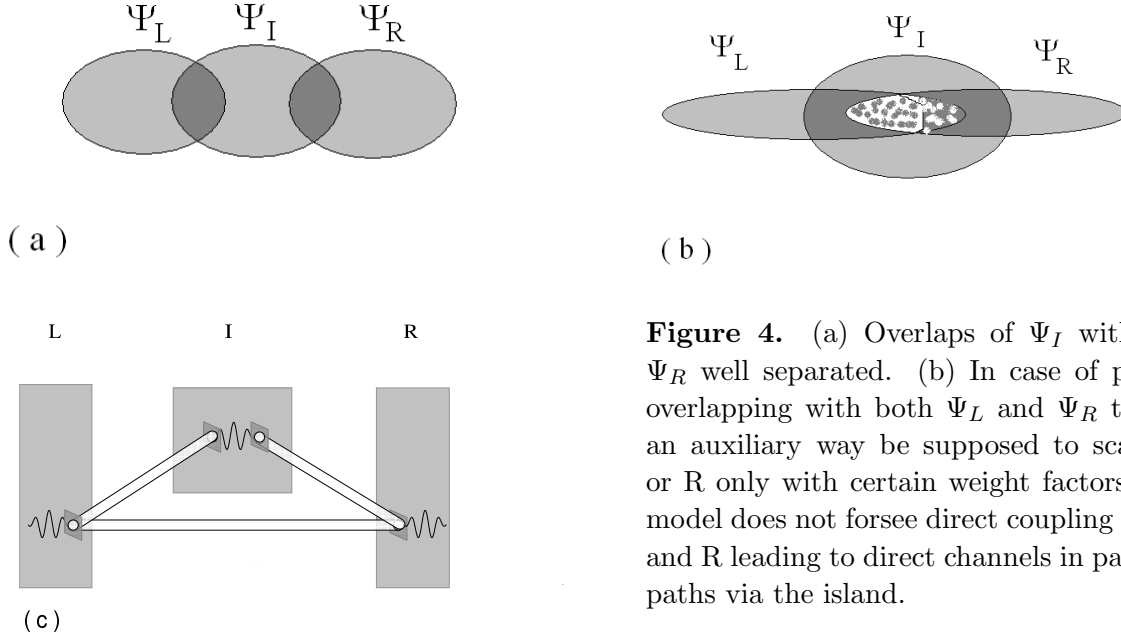 Ψ_L Ψ_I Ψ_R
( a )
Ψ_L Ψ_I Ψ_R
( b )
L I R
( c )
Figure 4. (a) Overlaps of Ψ_I with
Ψ_R well separated. (b) In case of p
overlapping with both Ψ_L and Ψ_R t
an auxiliary way be supposed to sca
or R only with certain weight factors
model does not forsee direct coupling
and R leading to direct channels in pa
paths via the island.